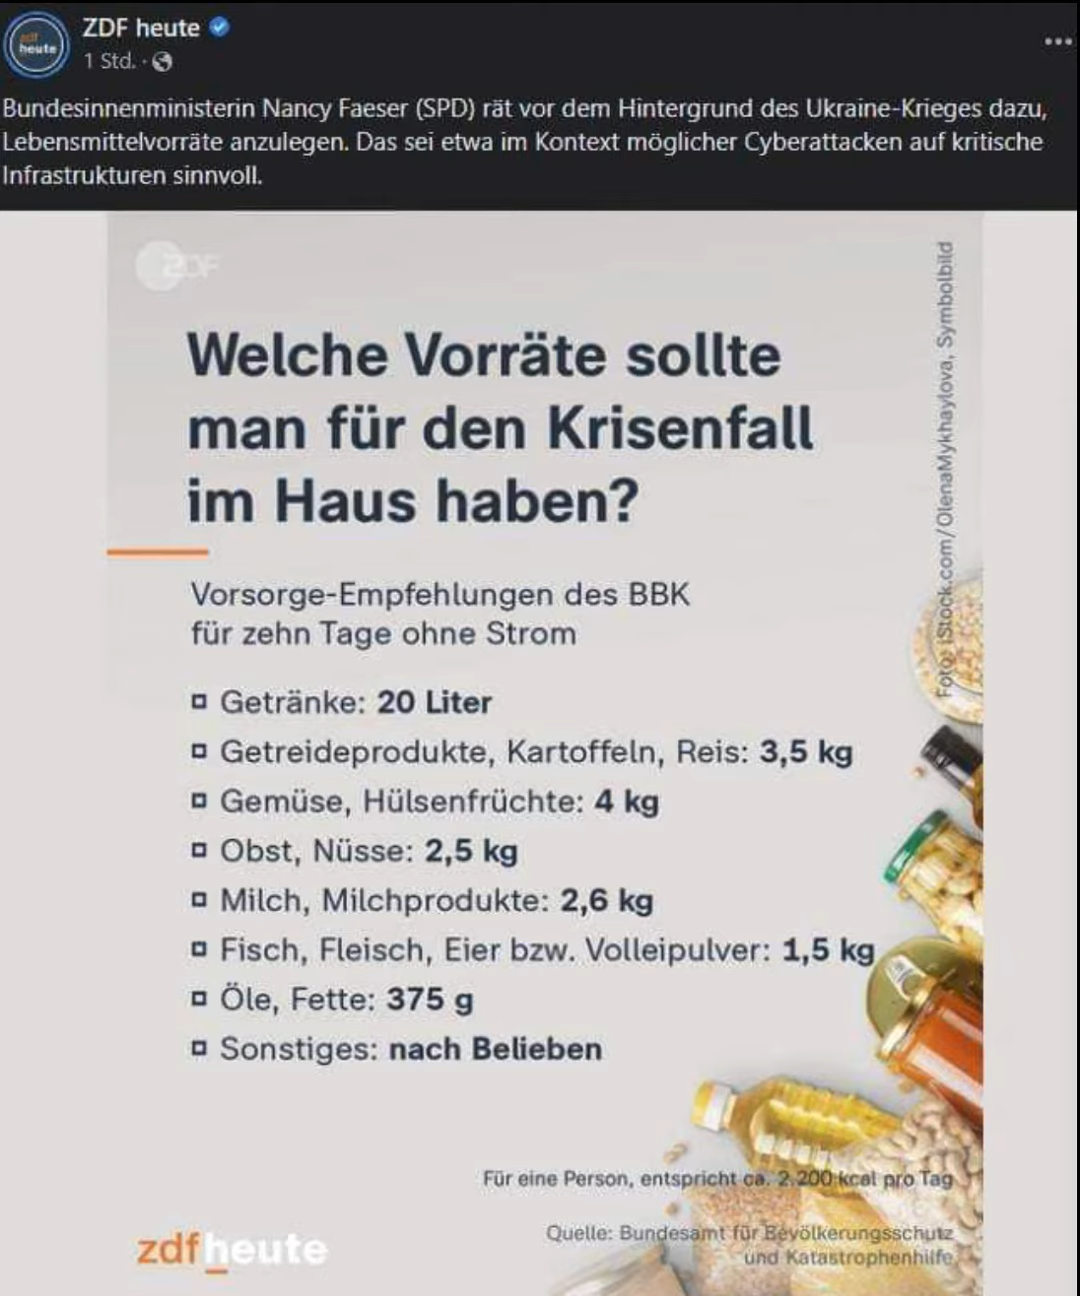 ZDF heute
zdf
heute
1 Std. ·
Bundesinnenministerin Nancy Faeser (SPD) rät vor dem Hintergrund des Ukraine-Krieges dazu,
Lebensmittelvorräte anzulegen. Das sei etwa im Kontext möglicher Cyberattacken auf kritische
Infrastrukturen sinnvoll.
ZDF
Foto: iStock.com/OlenaMykhaylova, Symbolbild
Welche Vorräte sollte
man für den Krisenfall
im Haus haben?
Vorsorge-Empfehlungen des BBK
für zehn Tage ohne Strom
Getränke: 20 Liter
Getreideprodukte, Kartoffeln, Reis: 3,5 kg
Gemüse, Hülsenfrüchte: 4 kg
Obst, Nüsse: 2,5 kg
Milch, Milchprodukte: 2,6 kg
Fisch, Fleisch, Eier bzw. Volleipulver: 1,5 kg
Öle, Fette: 375 g
Sonstiges: nach Belieben
Für eine Person, entspricht ca. 2.200 kcal pro Tag
Quelle: Bundesamt für Bevölkerungsschutz
und Katastrophenhilfe
zdfheute